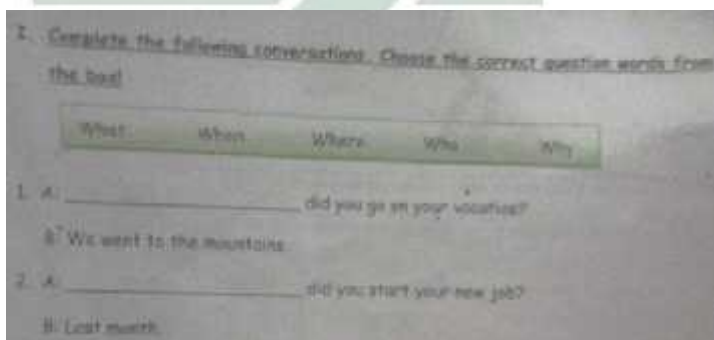 I. Complete the following conversations. Choose the correct question words from
the box!
What When Where Who Why
1. A: ____________ did you go on your vacation?
B: We went to the mountains.
2. A: ____________ did you start your new job?
B: Last month.